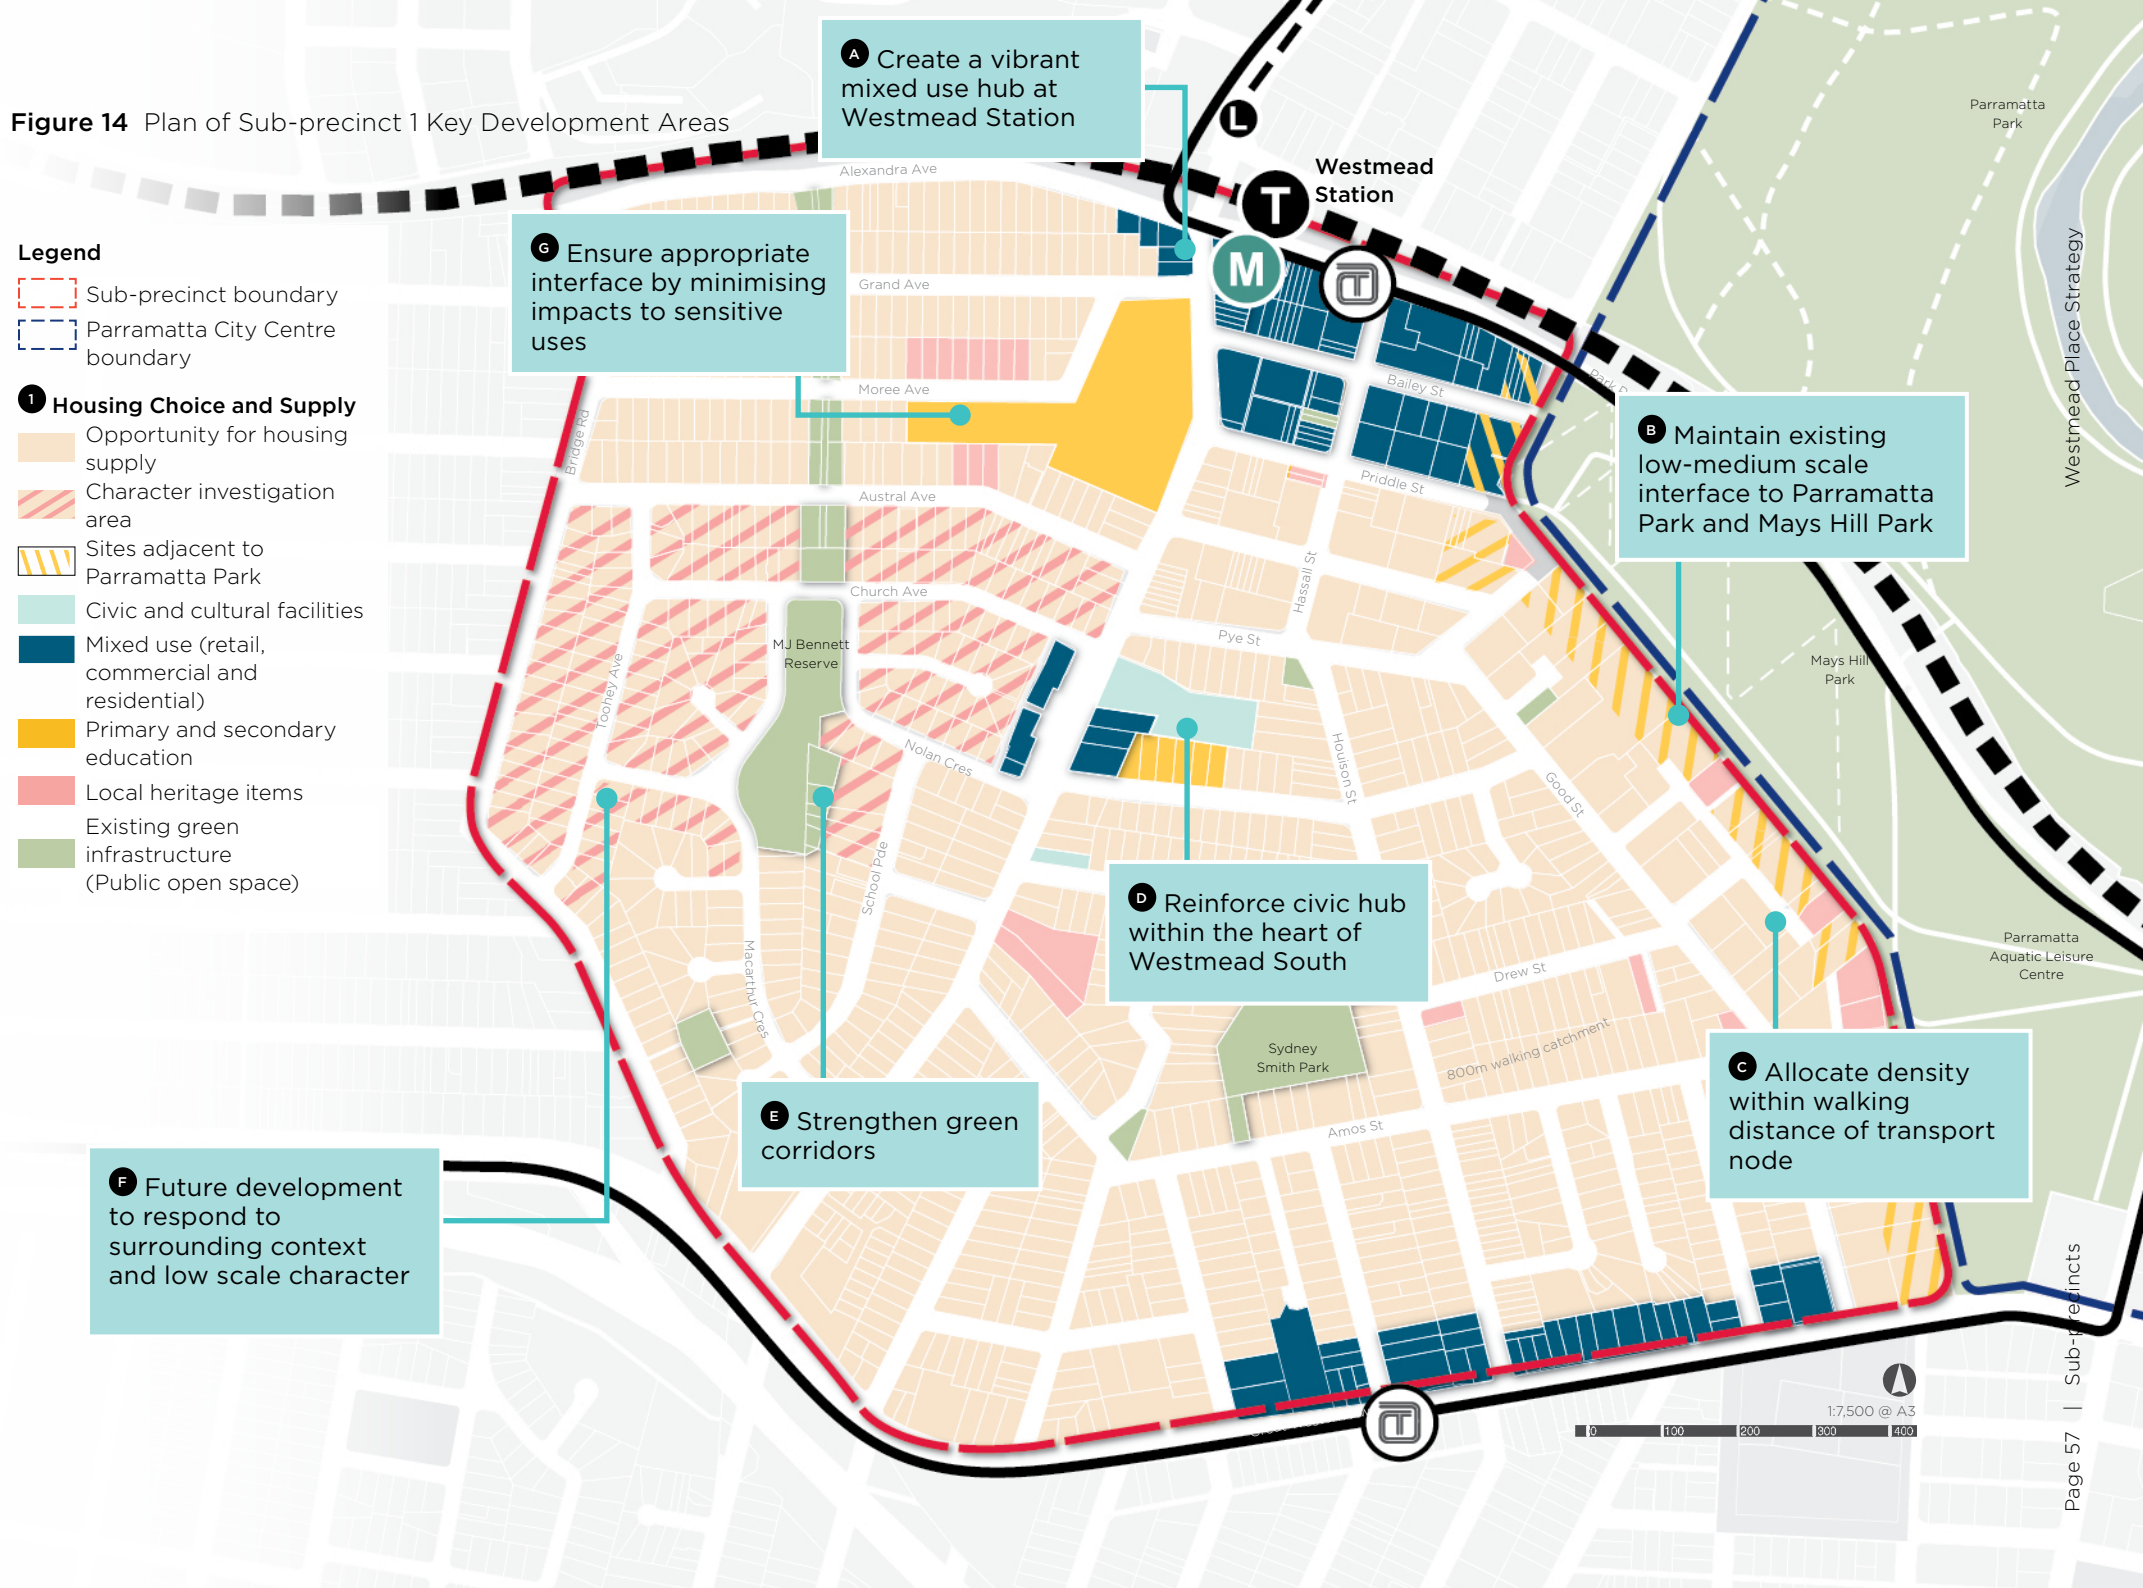 Figure 14 Plan of Sub-precinct 1 Key Development Areas
Legend
Sub-precinct boundary
Parramatta City Centre
boundary
1 Housing Choice and Supply
Opportunity for housing
supply
Character investigation
area
Sites adjacent to
Parramatta Park
Civic and cultural facilities
Mixed use (retail,
commercial and
residential)
Primary and secondary
education
Local heritage items
Existing green
infrastructure
(Public open space)
A Create a vibrant
mixed use hub at
Westmead Station
G Ensure appropriate
interface by minimising
impacts to sensitive
uses
B Maintain existing
low-medium scale
interface to Parramatta
Park and Mays Hill Park
D Reinforce civic hub
within the heart of
Westmead South
C Allocate density
within walking
distance of transport
node
E Strengthen green
corridors
F Future development
to respond to
surrounding context
and low scale character
L
T
Westmead
Station
M
T
Parramatta
Park
Alexandra Ave
Grand Ave
Moree Ave
Bridge Rd
Austral Ave
Church Ave
Bailey St
Park
Priddle St
Hassall St
Pye St
MJ Bennett
Reserve
Toohey Ave
Nolan Cres
Houison St
Good St
Mays Hill
Park
School Pde
Macarthur Cres
Drew St
800m walking catchment
Sydney
Smith Park
Amos St
Parramatta
Aquatic Leisure
Centre
T
1:7,500 @ A3
0 100 200 300 400
Westmead Place Strategy
Page 57 | Sub-precincts